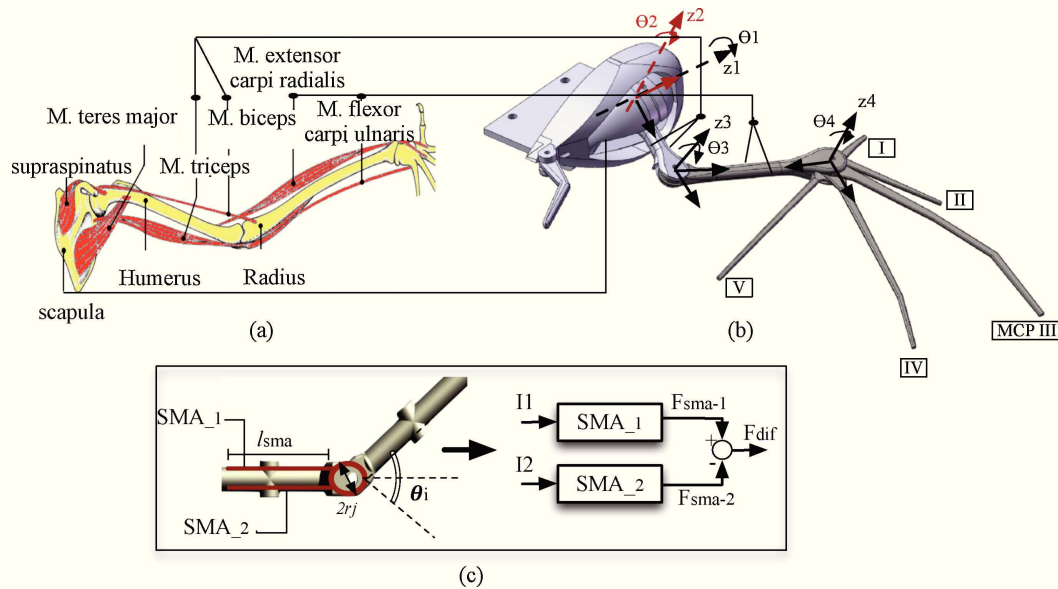 M. extensor
carpi radialis
M. flexor
carpi ulnaris
M. teres major
M. biceps
supraspinatus
M. triceps
Humerus
Radius
scapula
(a)
Θ2
z2
Θ1
z1
z3
Θ3
z4
Θ4
I
II
V
MCP III
IV
(b)
SMA_1
lsma
SMA_2
2rj
θi
I1
SMA_1
Fsma-1
+
-
Fdif
I2
SMA_2
Fsma-2
(c)